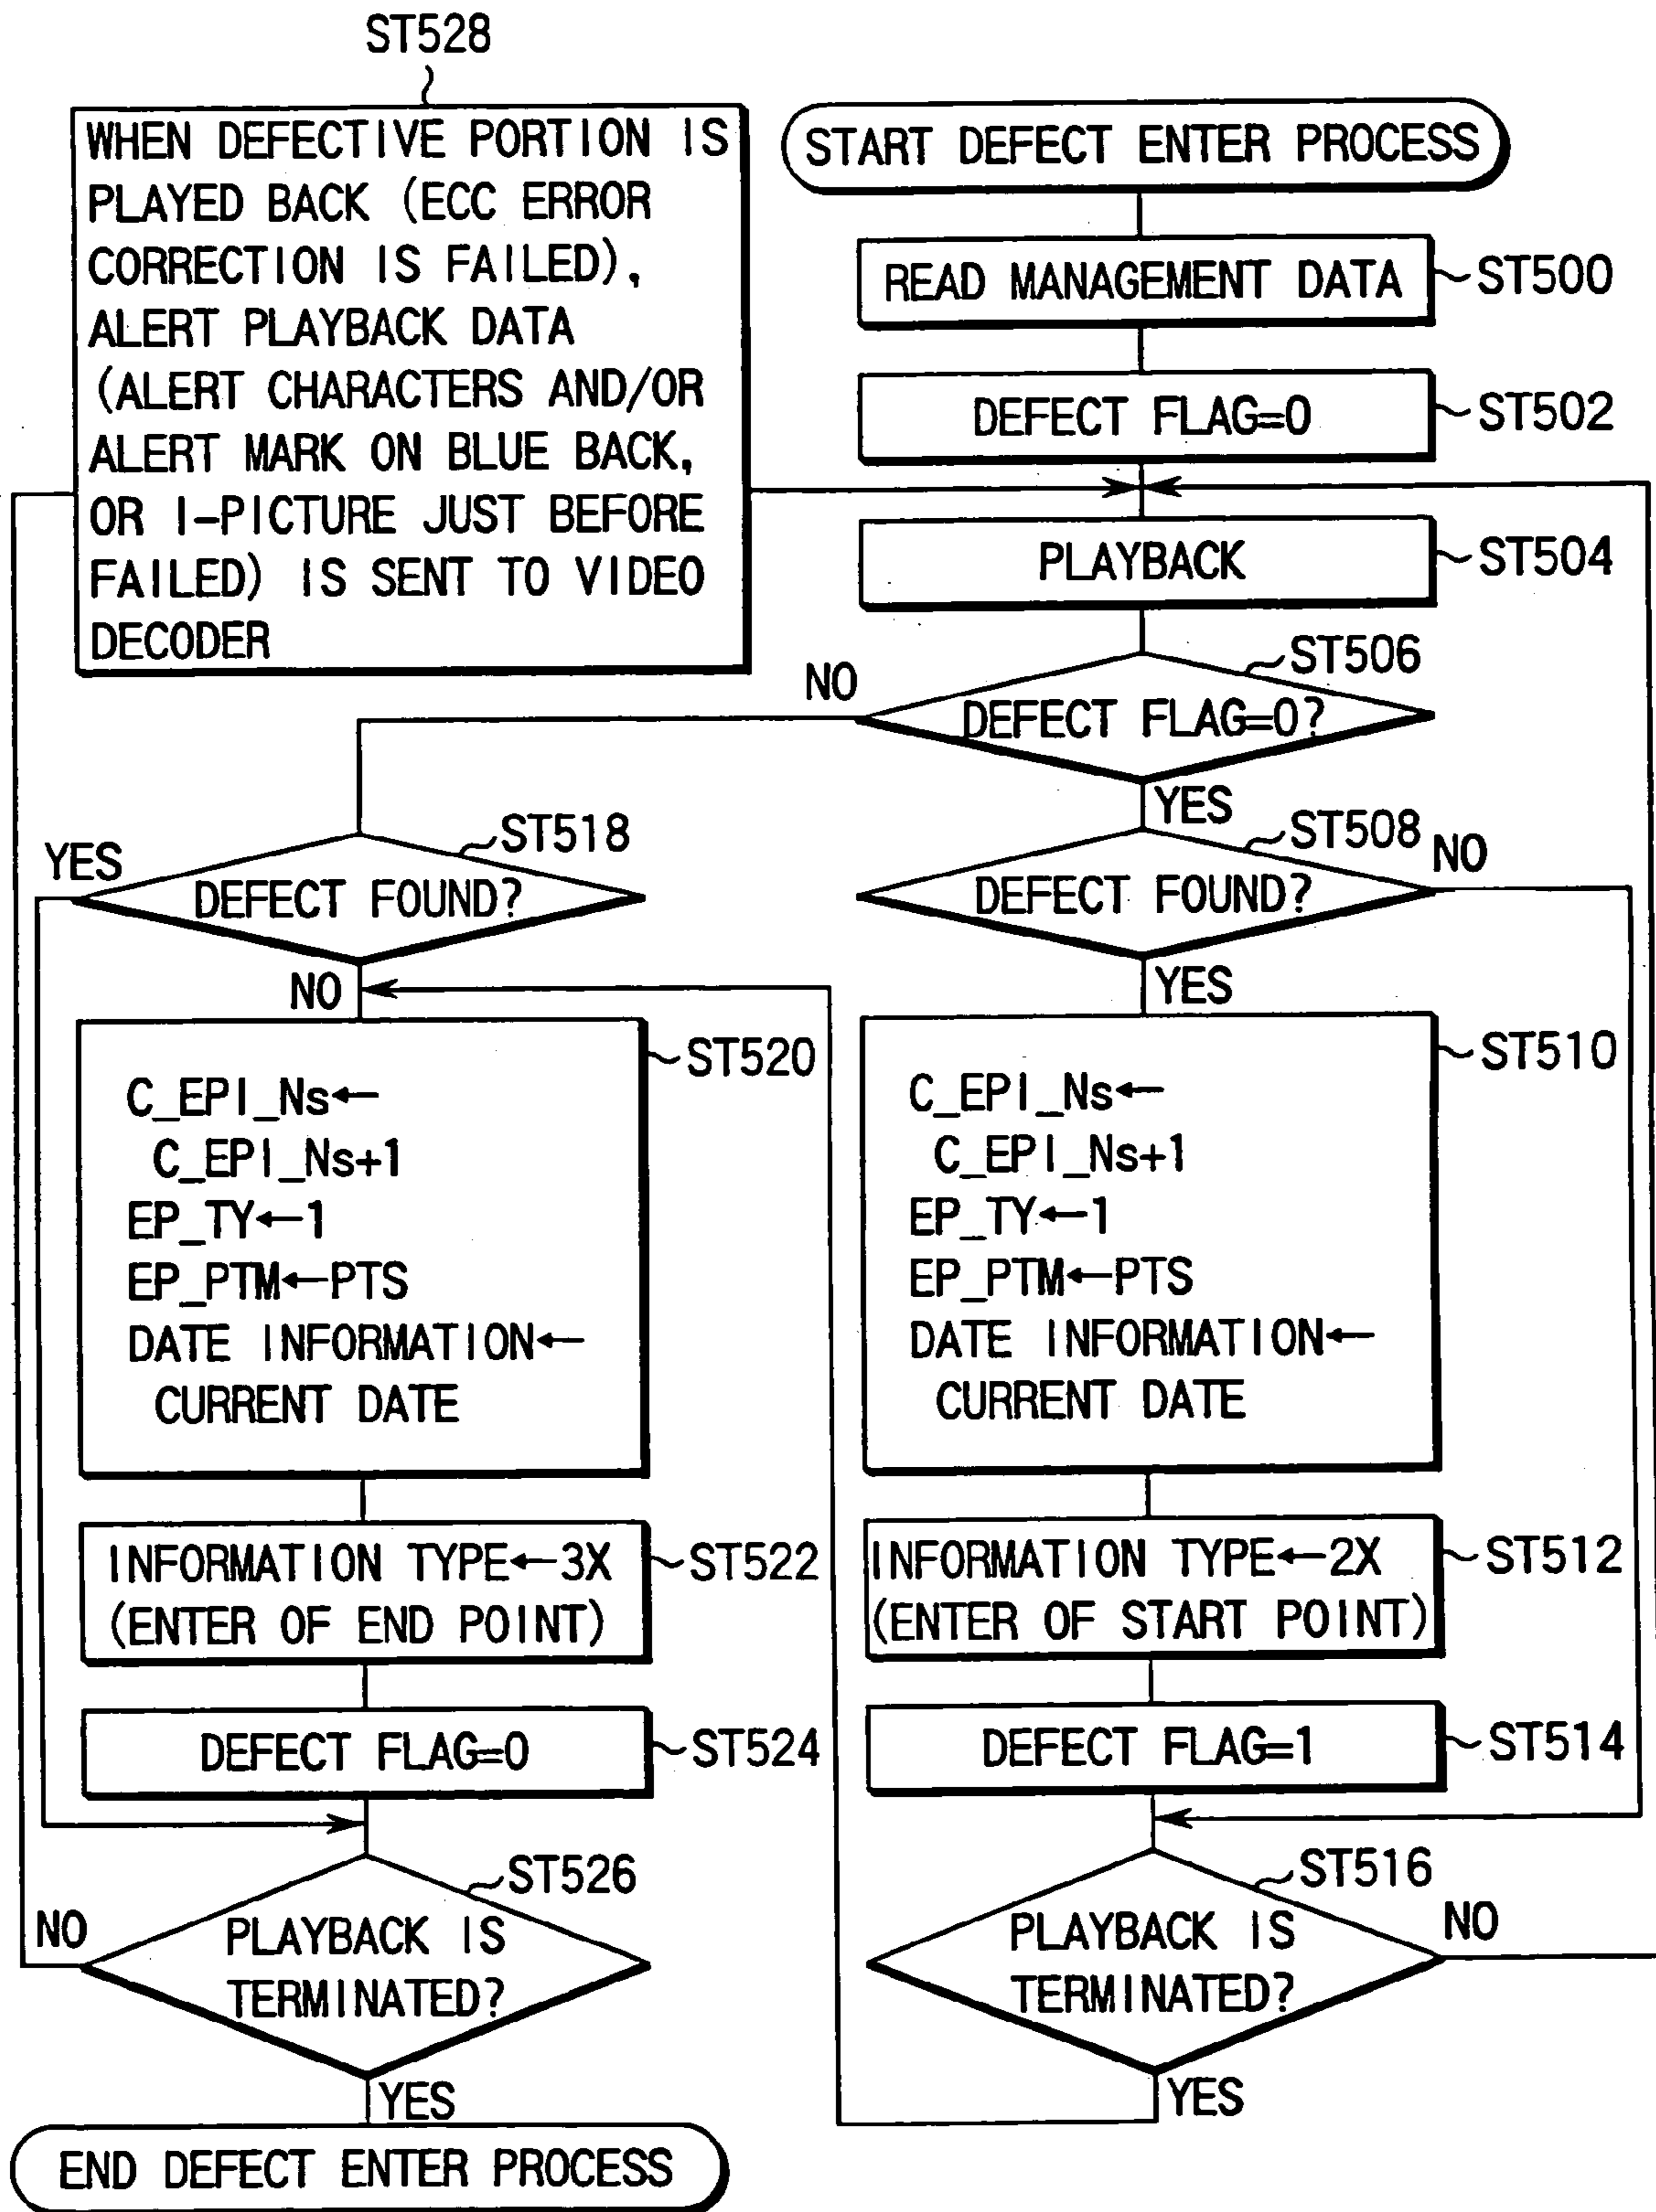 ST528
WHEN DEFECTIVE PORTION IS
PLAYED BACK (ECC ERROR
CORRECTION IS FAILED),
ALERT PLAYBACK DATA
(ALERT CHARACTERS AND/OR
ALERT MARK ON BLUE BACK,
OR I-PICTURE JUST BEFORE
FAILED) IS SENT TO VIDEO
DECODER
START DEFECT ENTER PROCESS
READ MANAGEMENT DATA
ST500
DEFECT FLAG=0
ST502
PLAYBACK
ST504
ST506
DEFECT FLAG=0?
NO
YES
ST508
DEFECT FOUND?
NO
YES
ST510
C_EPI_Ns←
C_EPI_Ns+1
EP_TY←1
EP_PTM←PTS
DATE INFORMATION←
CURRENT DATE
INFORMATION TYPE←2X
(ENTER OF START POINT)
ST512
DEFECT FLAG=1
ST514
ST516
PLAYBACK IS
TERMINATED?
NO
YES
ST518
YES
DEFECT FOUND?
NO
ST520
C_EPI_Ns←
C_EPI_Ns+1
EP_TY←1
EP_PTM←PTS
DATE INFORMATION←
CURRENT DATE
INFORMATION TYPE←3X
(ENTER OF END POINT)
ST522
DEFECT FLAG=0
ST524
ST526
NO
PLAYBACK IS
TERMINATED?
YES
END DEFECT ENTER PROCESS